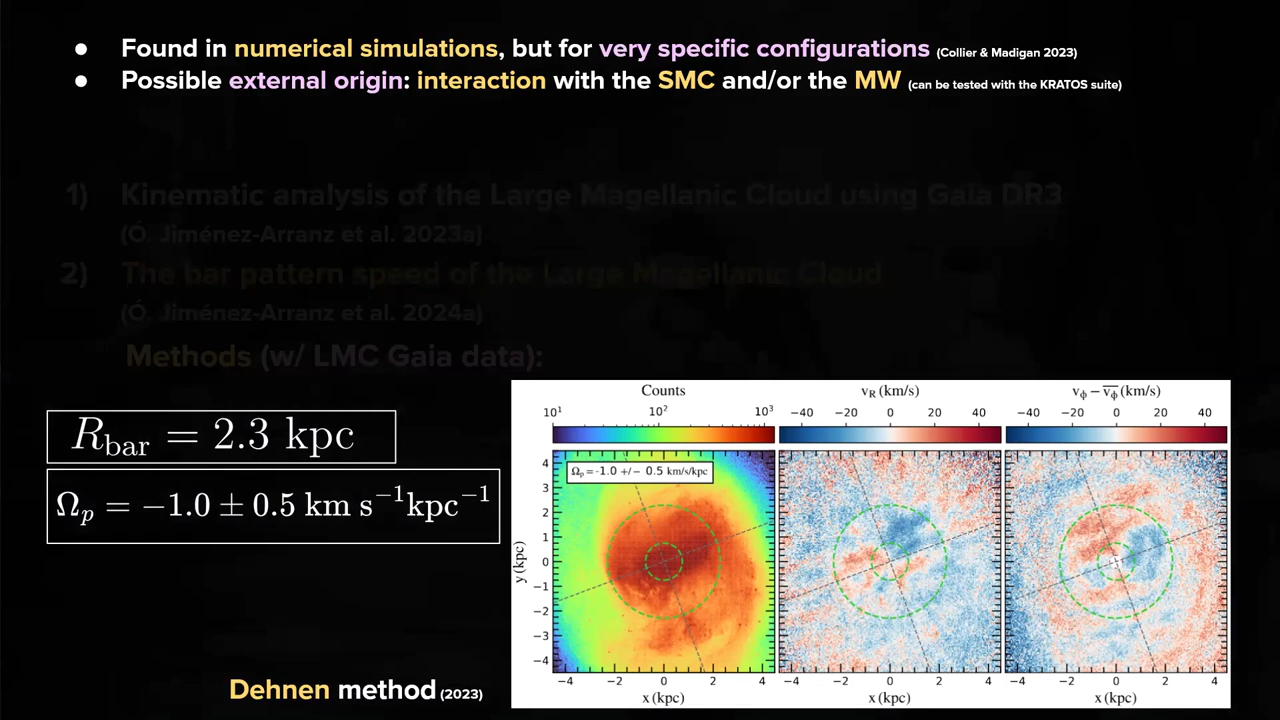 ● Found in numerical simulations, but for very specific configurations (Collier & Madigan 2023)
● Possible external origin: interaction with the SMC and/or the MW (can be tested with the KRATOS suite)
1) Kinematic analysis of the Large Magellanic Cloud using Gaia DR3
(Ó. Jiménez-Arranz et al. 2023a)
2) The bar pattern speed of the Large Magellanic Cloud
(Ó. Jiménez-Arranz et al. 2024a)
Methods (w/ LMC Gaia data):
R_bar = 2.3 kpc
Ω_p = −1.0 ± 0.5 km s⁻¹kpc⁻¹
Dehnen method (2023)
Counts v_R (km/s) v_ϕ − \overline{v_ϕ} (km/s)
10¹ 10² 10³ −40 −20 0 20 40 −40 −20 0 20 40
Ω_p = -1.0 +/− 0.5 km/s/kpc
4
3
2
1
0
−1
−2
−3
−4
y (kpc)
−4 −2 0 2 4 −4 −2 0 2 4 −4 −2 0 2 4
x (kpc) x (kpc) x (kpc)